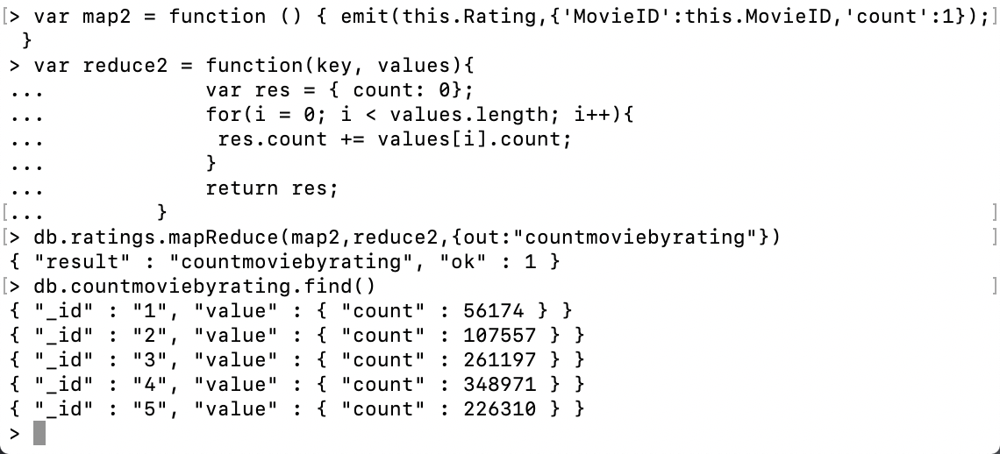 [> var map2 = function () { emit(this.Rating,{'MovieID':this.MovieID,'count':1}); ]
 }
> var reduce2 = function(key, values){
...             var res = { count: 0};
...             for(i = 0; i < values.length; i++){
...              res.count += values[i].count;
...             }
...             return res;
[...         }                                                                   ]
[> db.ratings.mapReduce(map2,reduce2,{out:"countmoviebyrating"})                 ]
{ "result" : "countmoviebyrating", "ok" : 1 }
[> db.countmoviebyrating.find()                                                  ]
{ "_id" : "1", "value" : { "count" : 56174 } }
{ "_id" : "2", "value" : { "count" : 107557 } }
{ "_id" : "3", "value" : { "count" : 261197 } }
{ "_id" : "4", "value" : { "count" : 348971 } }
{ "_id" : "5", "value" : { "count" : 226310 } }
>